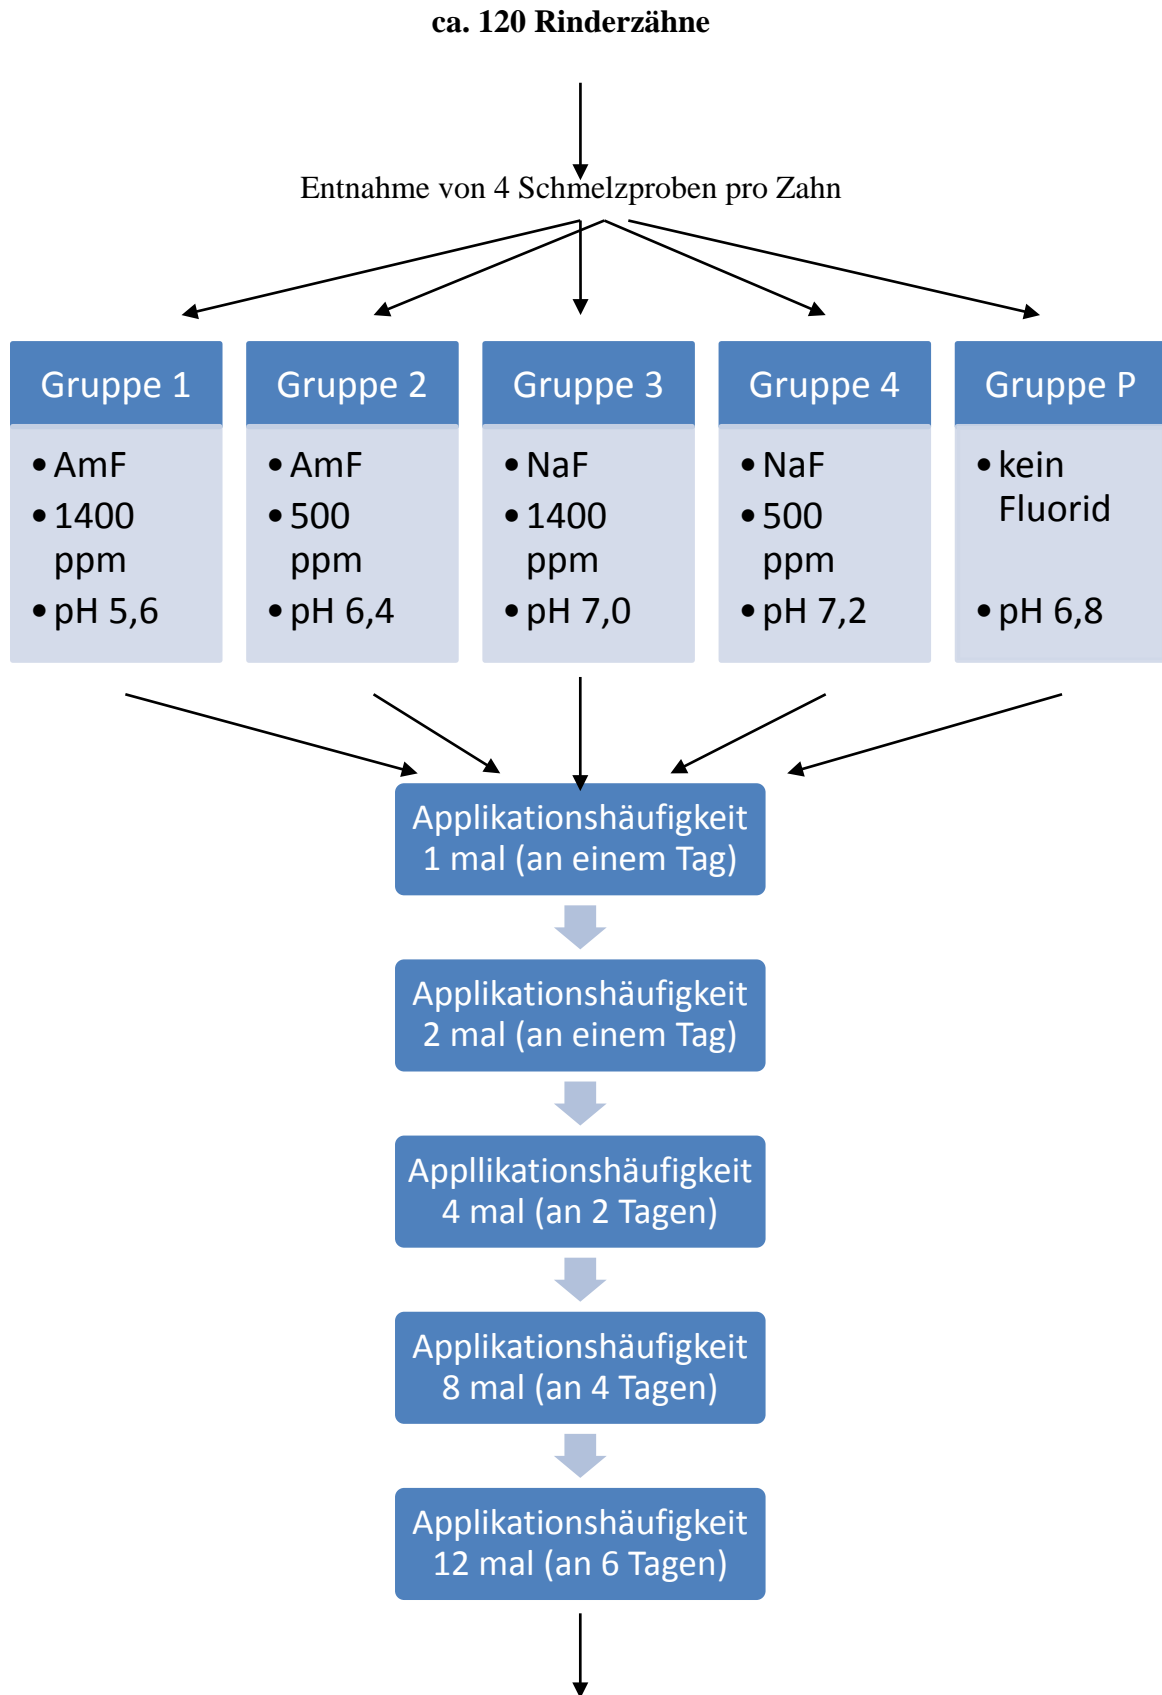 ca. 120 Rinderzähne
Entnahme von 4 Schmelzproben pro Zahn
Gruppe 1
• AmF
• 1400
ppm
• pH 5,6
Gruppe 2
• AmF
• 500
ppm
• pH 6,4
Gruppe 3
• NaF
• 1400
ppm
• pH 7,0
Gruppe 4
• NaF
• 500
ppm
• pH 7,2
Gruppe P
• kein
Fluorid
• pH 6,8
Applikationshäufigkeit
1 mal (an einem Tag)
Applikationshäufigkeit
2 mal (an einem Tag)
Appllikationshäufigkeit
4 mal (an 2 Tagen)
Applikationshäufigkeit
8 mal (an 4 Tagen)
Applikationshäufigkeit
12 mal (an 6 Tagen)